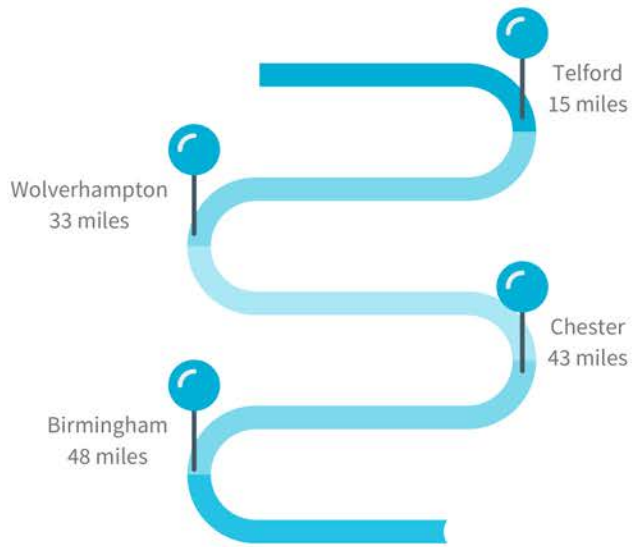 Telford
15 miles
Wolverhampton
33 miles
Chester
43 miles
Birmingham
48 miles